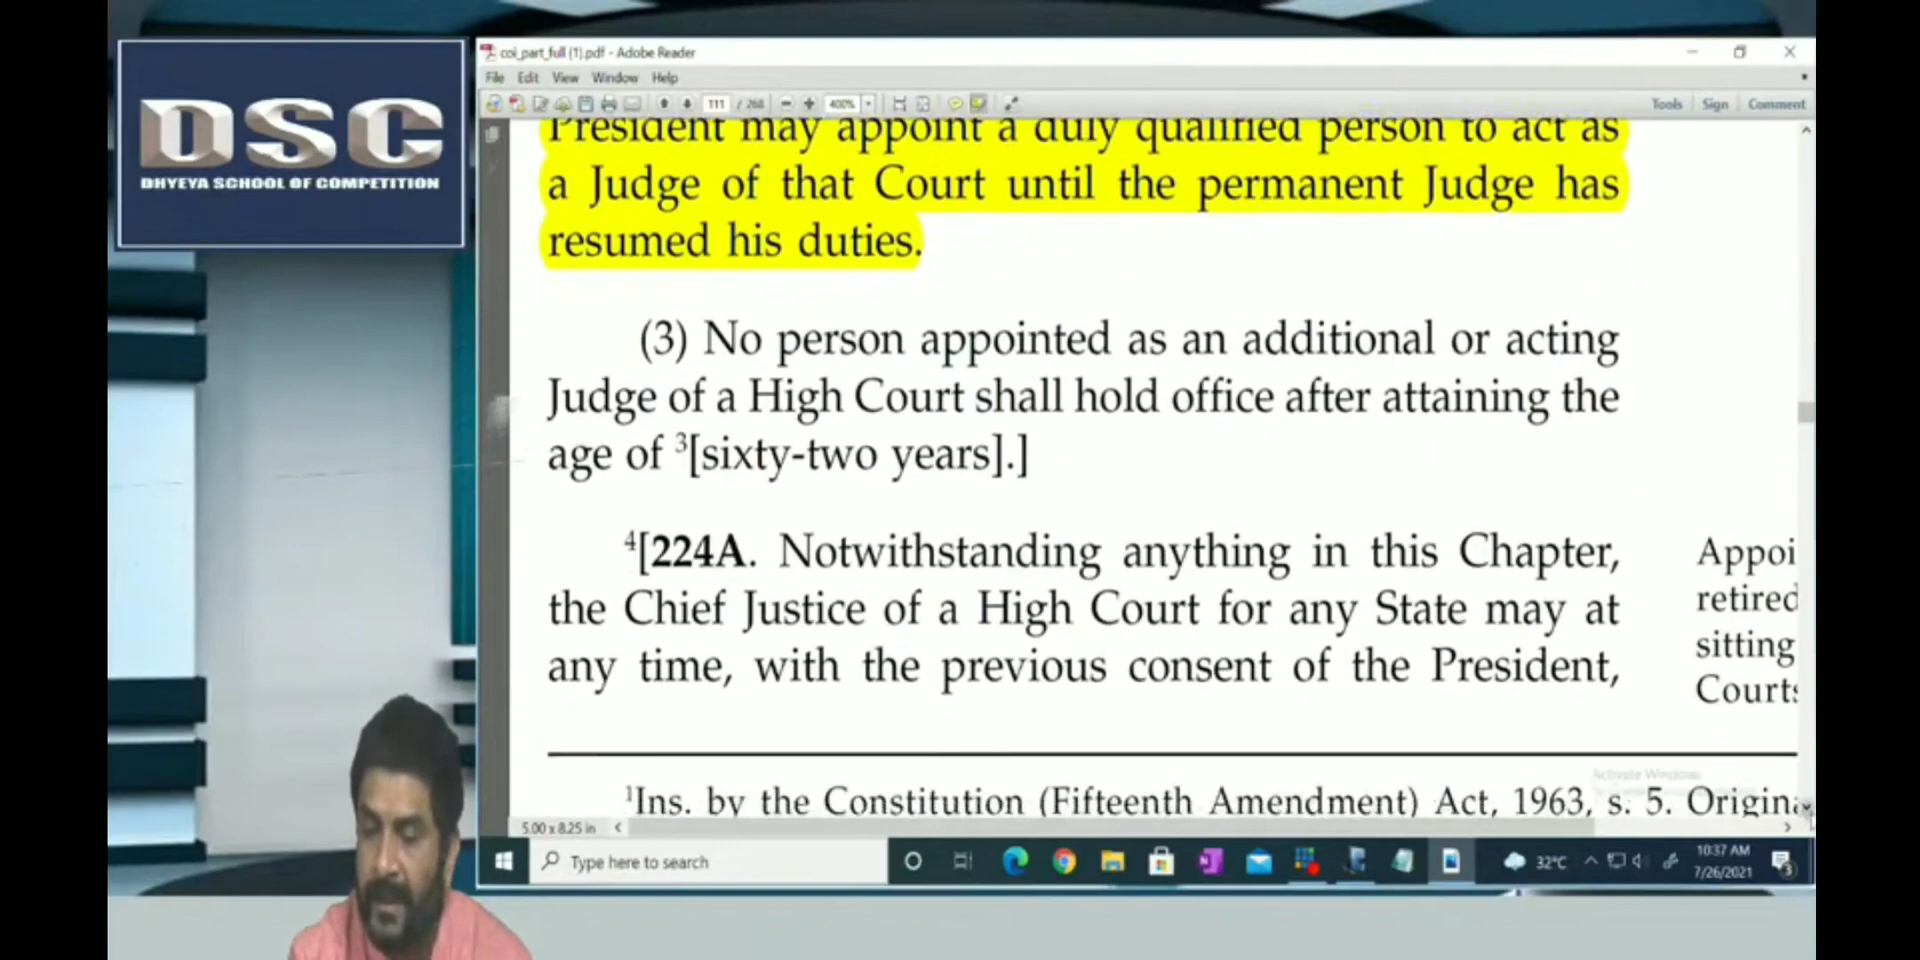 DSC
DHYEYA SCHOOL OF COMPETITION
coi_part_full (1).pdf - Adobe Reader
File Edit View Window Help
111 / 268 400%
Tools Sign Comment
President may appoint a duly qualified person to act as
a Judge of that Court until the permanent Judge has
resumed his duties.
(3) No person appointed as an additional or acting
Judge of a High Court shall hold office after attaining the
age of ³[sixty-two years].]
⁴[224A. Notwithstanding anything in this Chapter,
the Chief Justice of a High Court for any State may at
any time, with the previous consent of the President,
Appoi
retired
sitting
Courts
Activate Windows
¹Ins. by the Constitution (Fifteenth Amendment) Act, 1963, s. 5. Origina
5.00 x 8.25 in
Type here to search
32°C
10:37 AM
7/26/2021
3